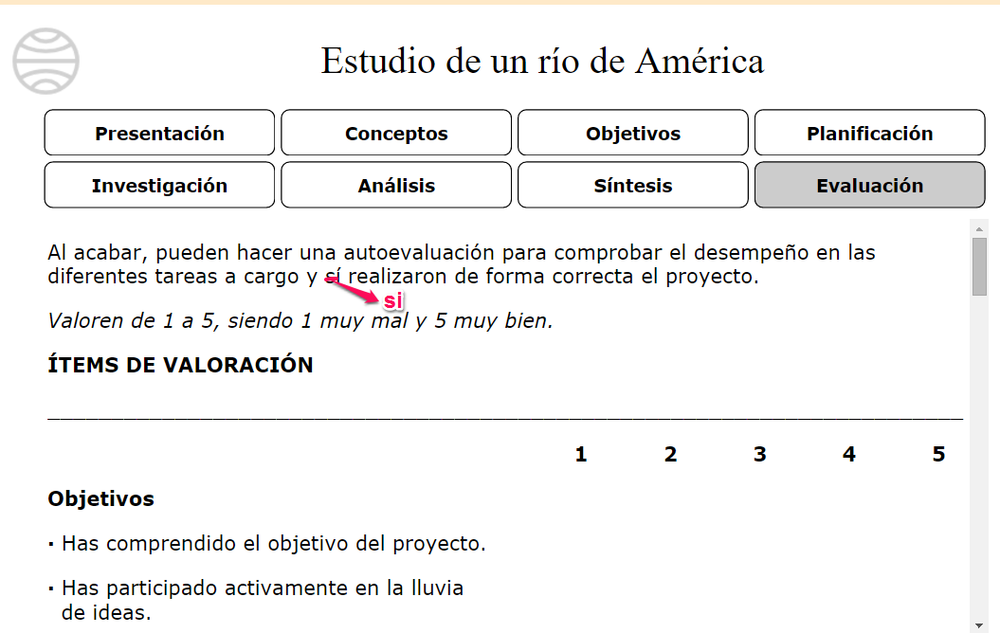 Estudio de un río de América
Presentación
Conceptos
Objetivos
Planificación
Investigación
Análisis
Síntesis
Evaluación
Al acabar, pueden hacer una autoevaluación para comprobar el desempeño en las
diferentes tareas a cargo y sí realizaron de forma correcta el proyecto.
si
Valoren de 1 a 5, siendo 1 muy mal y 5 muy bien.
ÍTEMS DE VALORACIÓN
1 2 3 4 5
Objetivos
· Has comprendido el objetivo del proyecto.
· Has participado activamente en la lluvia
de ideas.